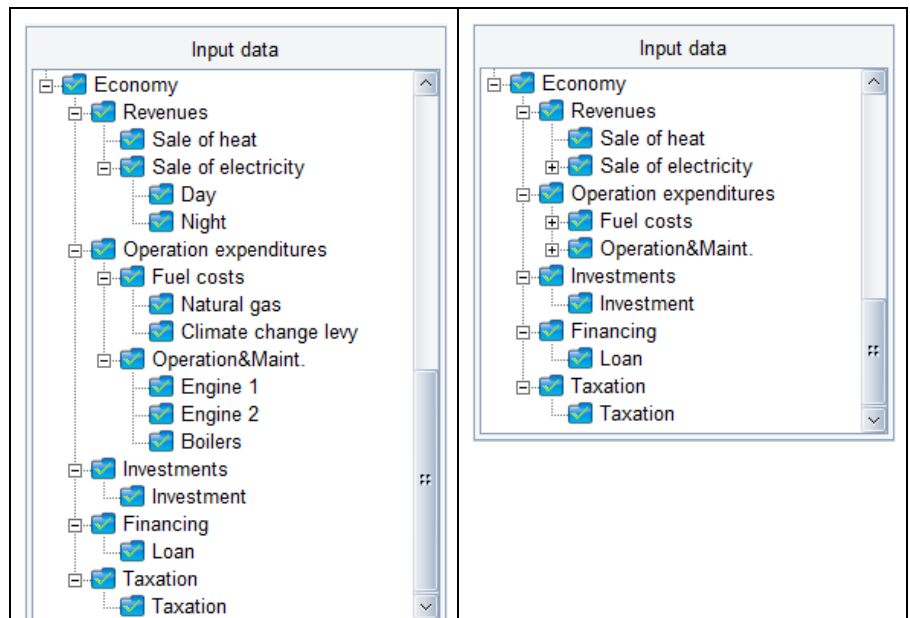 Input data
Economy
Revenues
Sale of heat
Sale of electricity
Day
Night
Operation expenditures
Fuel costs
Natural gas
Climate change levy
Operation&Maint.
Engine 1
Engine 2
Boilers
Investments
Investment
Financing
Loan
Taxation
Taxation
Input data
Economy
Revenues
Sale of heat
Sale of electricity
Operation expenditures
Fuel costs
Operation&Maint.
Investments
Investment
Financing
Loan
Taxation
Taxation